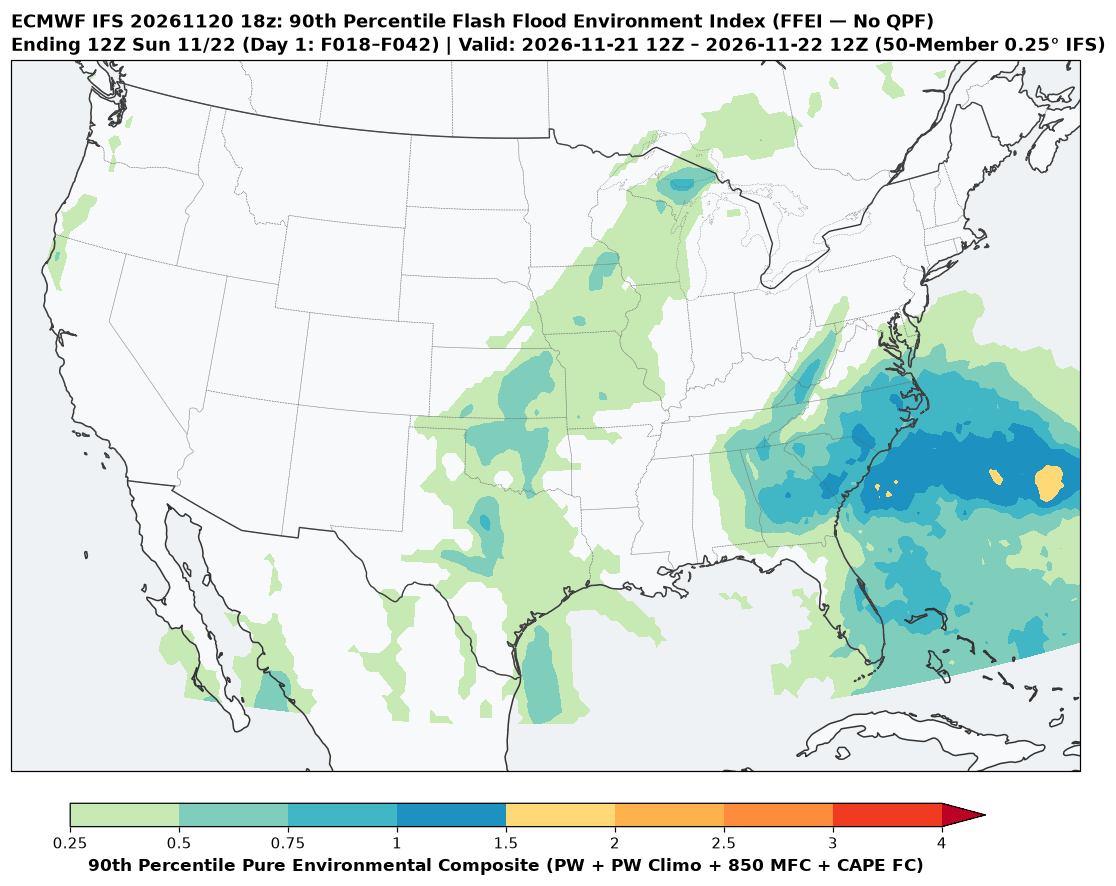 ECMWF IFS 20261120 18z: 90th Percentile Flash Flood Environment Index (FFEI — No QPF)
Ending 12Z Sun 11/22 (Day 1: F018–F042) | Valid: 2026-11-21 12Z – 2026-11-22 12Z (50-Member 0.25° IFS)
0.25 0.5 0.75 1 1.5 2 2.5 3 4
90th Percentile Pure Environmental Composite (PW + PW Climo + 850 MFC + CAPE FC)